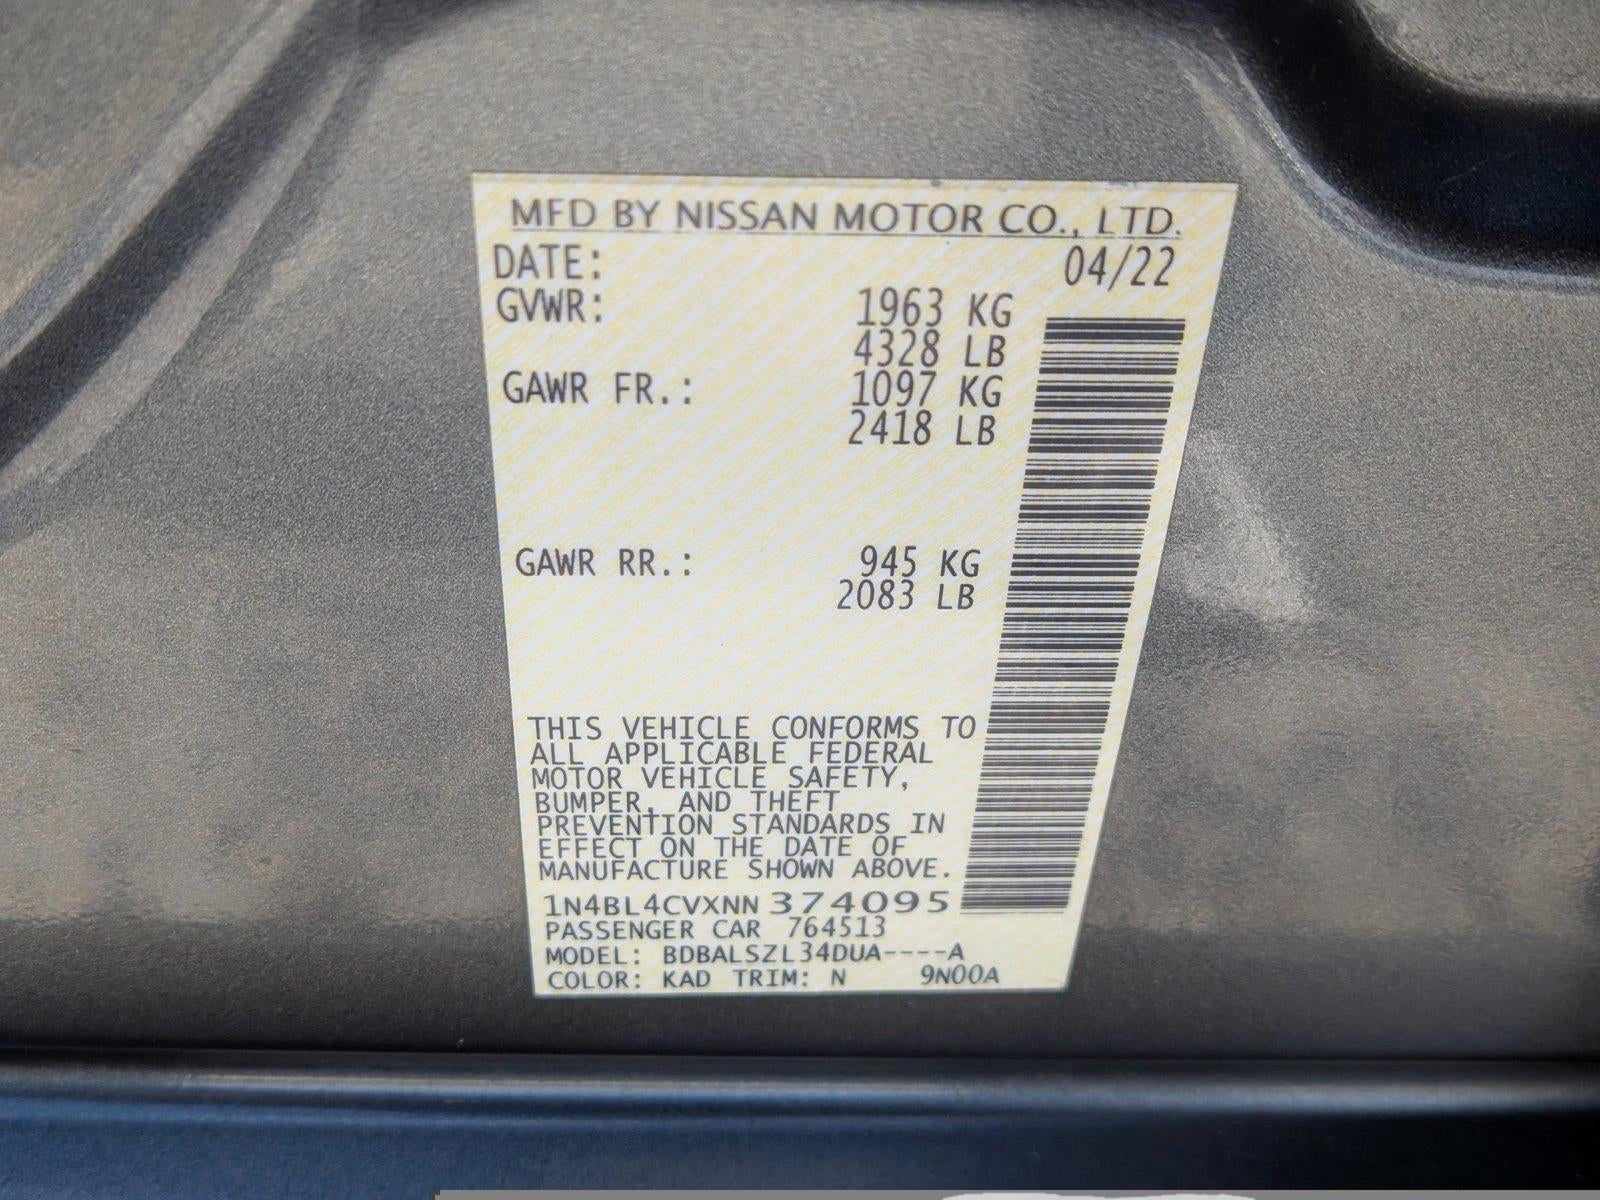 MFD BY NISSAN MOTOR CO., LTD.
DATE: 04/22
GVWR: 1963 KG
4328 LB
GAWR FR.: 1097 KG
2418 LB
GAWR RR.: 945 KG
2083 LB
THIS VEHICLE CONFORMS TO
ALL APPLICABLE FEDERAL
MOTOR VEHICLE SAFETY,
BUMPER, AND THEFT
PREVENTION STANDARDS IN
EFFECT ON THE DATE OF
MANUFACTURE SHOWN ABOVE.
1N4BL4CVXNN 374095
PASSENGER CAR 764513
MODEL: BDBALSZL34DUA----A
COLOR: KAD TRIM: N 9N00A